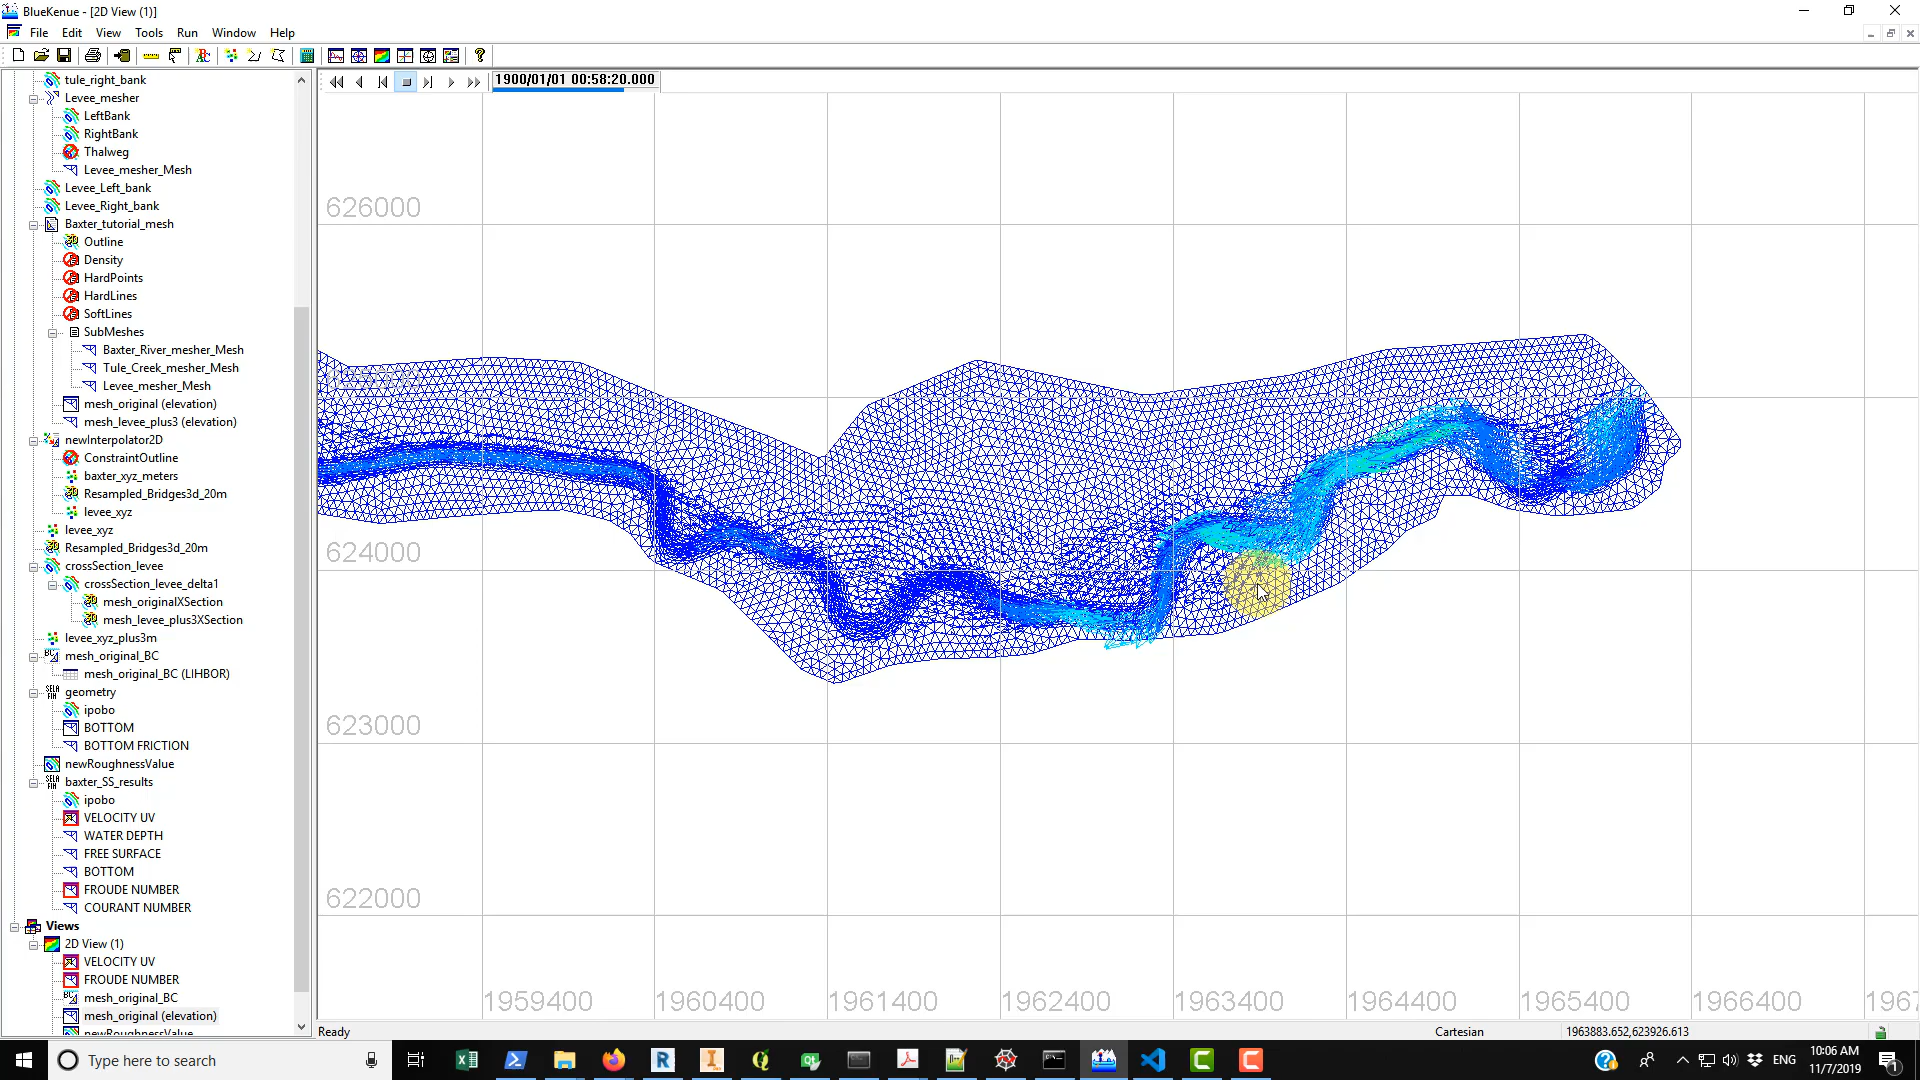 BlueKenue - [2D View (1)]
File Edit View Tools Run Window Help
1900/01/01 00:58:20.000
tule_right_bank
Levee_mesher
LeftBank
RightBank
Thalweg
Levee_mesher_Mesh
Levee_Left_bank
Levee_Right_bank
Baxter_tutorial_mesh
Outline
Density
HardPoints
HardLines
SoftLines
SubMeshes
Baxter_River_mesher_Mesh
Tule_Creek_mesher_Mesh
Levee_mesher_Mesh
mesh_original (elevation)
mesh_levee_plus3 (elevation)
newInterpolator2D
ConstraintOutline
baxter_xyz_meters
Resampled_Bridges3d_20m
levee_xyz
levee_xyz
Resampled_Bridges3d_20m
crossSection_levee
crossSection_levee_delta1
mesh_originalXSection
mesh_levee_plus3XSection
levee_xyz_plus3m
mesh_original_BC
mesh_original_BC (LIHBOR)
geometry
ipobo
BOTTOM
BOTTOM FRICTION
newRoughnessValue
baxter_SS_results
ipobo
VELOCITY UV
WATER DEPTH
FREE SURFACE
BOTTOM
FROUDE NUMBER
COURANT NUMBER
Views
2D View (1)
VELOCITY UV
FROUDE NUMBER
mesh_original_BC
mesh_original (elevation)
newRoughnessValue
626000
624000
623000
622000
1959400 1960400 1961400 1962400 1963400 1964400 1965400 1966400 1967
Ready
Cartesian
1963883.652,623926.613
Type here to search
ENG
10:06 AM
11/7/2019
1